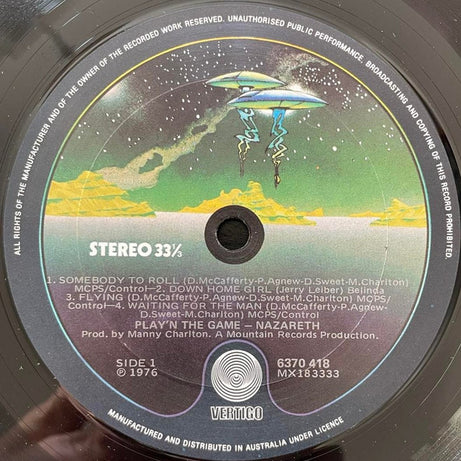 ALL RIGHTS OF THE MANUFACTURER AND OF THE OWNER OF THE RECORDED WORK RESERVED. UNAUTHORISED PUBLIC PERFORMANCE, BROADCASTING AND COPYING OF THIS RECORD PROHIBITED.
STEREO 33⅓
1. SOMEBODY TO ROLL (D.McCafferty-P.Agnew-D.Sweet-M.Charlton)
MCPS/Control—2. DOWN HOME GIRL (Jerry Leiber) Belinda
3. FLYING (D.McCafferty-P.Agnew-D.Sweet-M.Charlton) MCPS/
Control—4. WAITING FOR THE MAN (D.McCafferty-P.Agnew-
D.Sweet-M.Charlton) MCPS/Control
PLAY'N THE GAME — NAZARETH
Prod. by Manny Charlton. A Mountain Records Production.
SIDE 1
℗ 1976
6370 418
MX183333
VERTIGO
MANUFACTURED AND DISTRIBUTED IN AUSTRALIA UNDER LICENCE